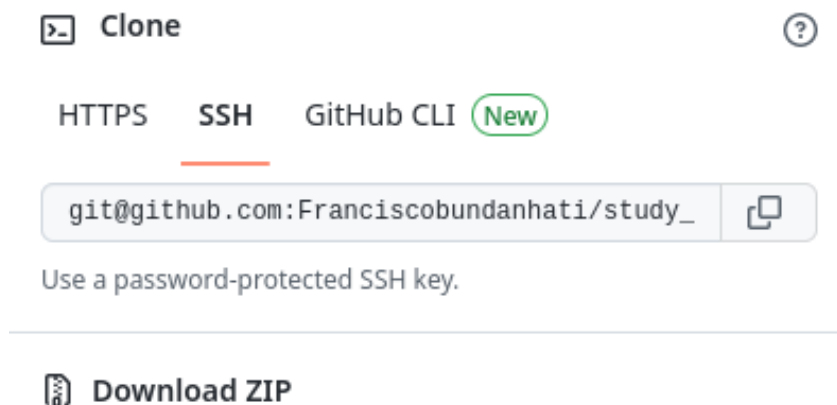 Clone
HTTPS SSH GitHub CLI New
git@github.com:Franciscobundanhati/study_
Use a password-protected SSH key.
Download ZIP